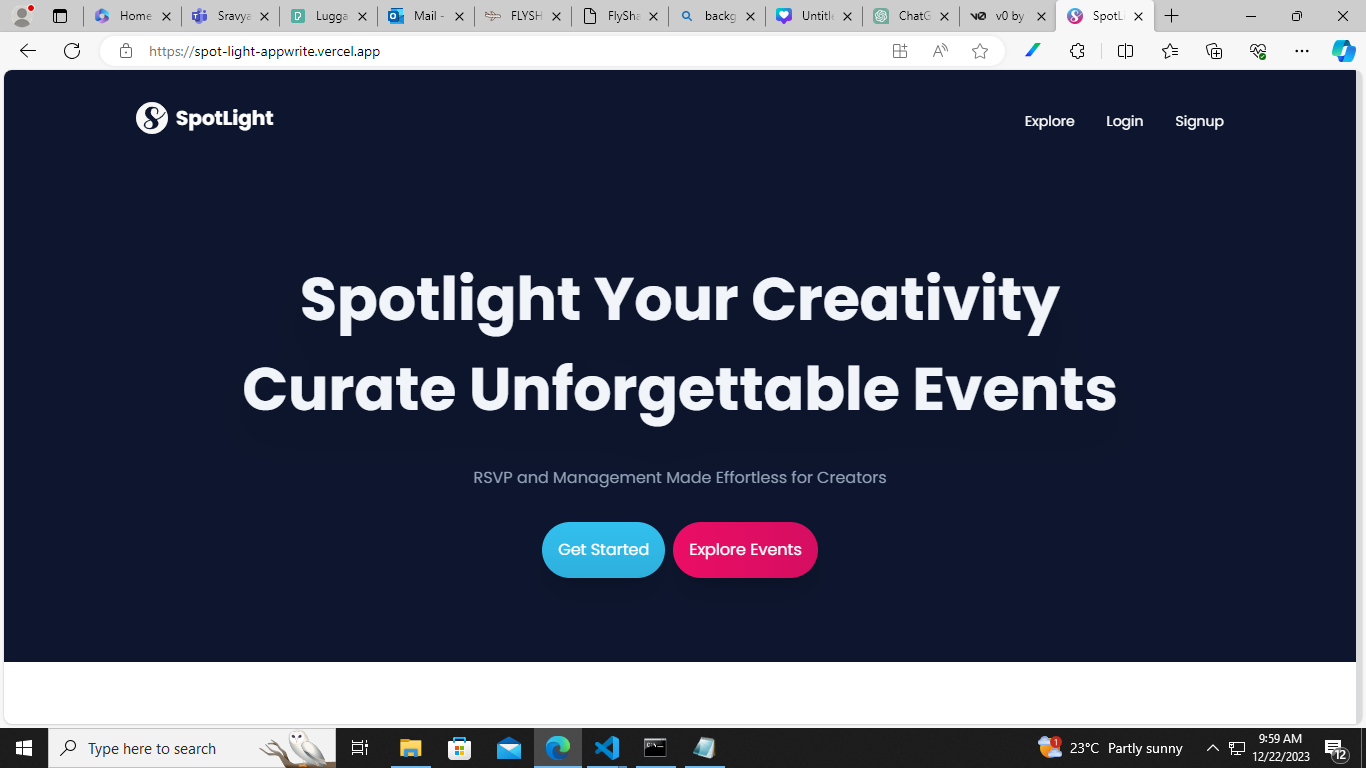 Home
Sravya
Lugga
Mail -
FLYSH
FlySha
backg
Untitle
ChatG
v0 by
SpotLi
https://spot-light-appwrite.vercel.app
SpotLight
Explore Login Signup
Spotlight Your Creativity
Curate Unforgettable Events
RSVP and Management Made Effortless for Creators
Get Started Explore Events
Type here to search
1
23°C Partly sunny
9:59 AM
12/22/2023
12